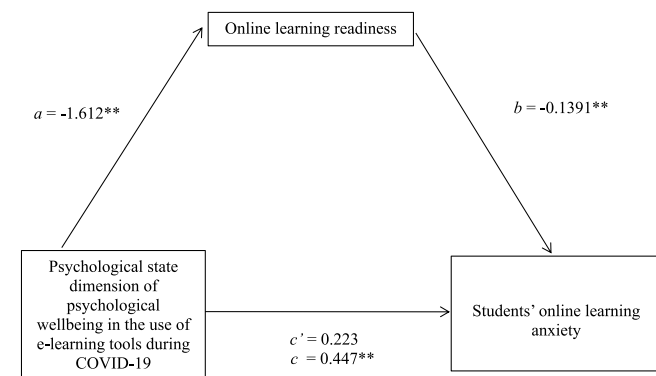 Online learning readiness
a = -1.612**
b = -0.1391**
Psychological state
dimension of
psychological
wellbeing in the use of
e-learning tools during
COVID-19
c’ = 0.223
c = 0.447**
Students’ online learning
anxiety